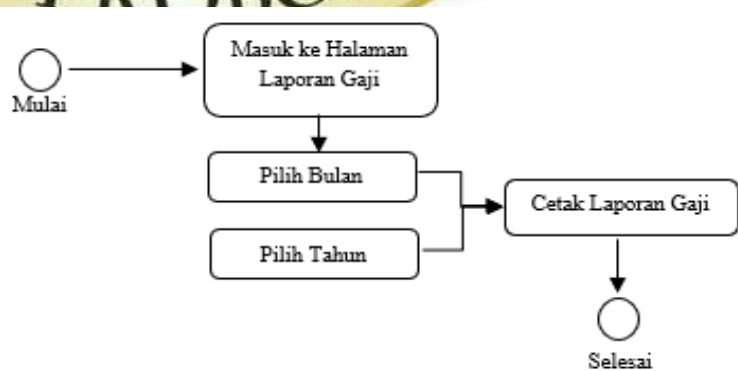 Masuk ke Halaman
Laporan Gaji
Mulai
Pilih Bulan
Cetak Laporan Gaji
Pilih Tahun
Selesai